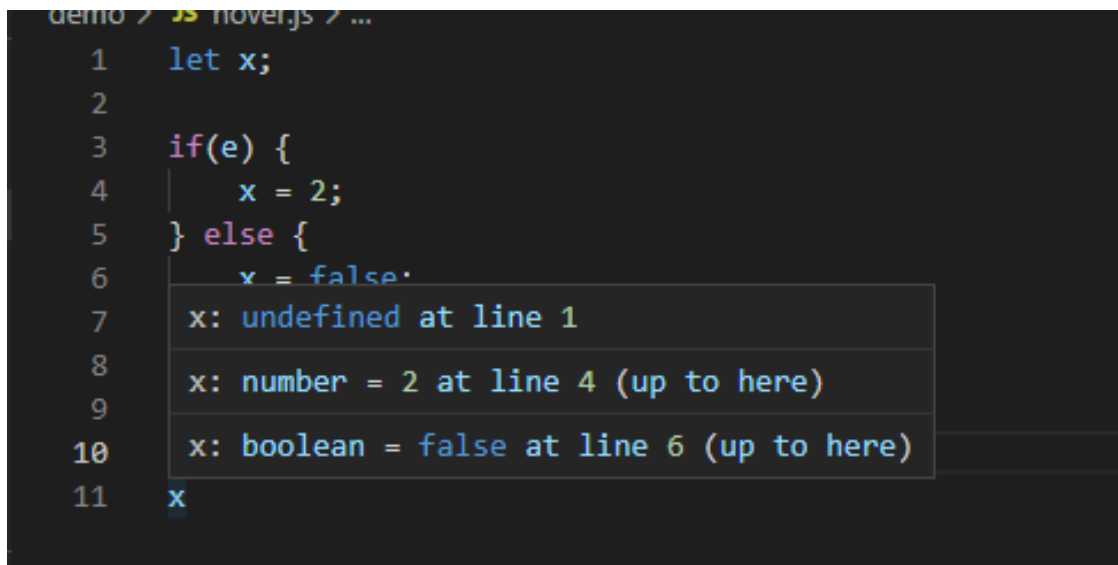 demo > JS hover.js > ...
1 let x;
2
3 if(e) {
4 x = 2;
5 } else {
6 x = false;
7 x: undefined at line 1
8 x: number = 2 at line 4 (up to here)
9
10 x: boolean = false at line 6 (up to here)
11 x